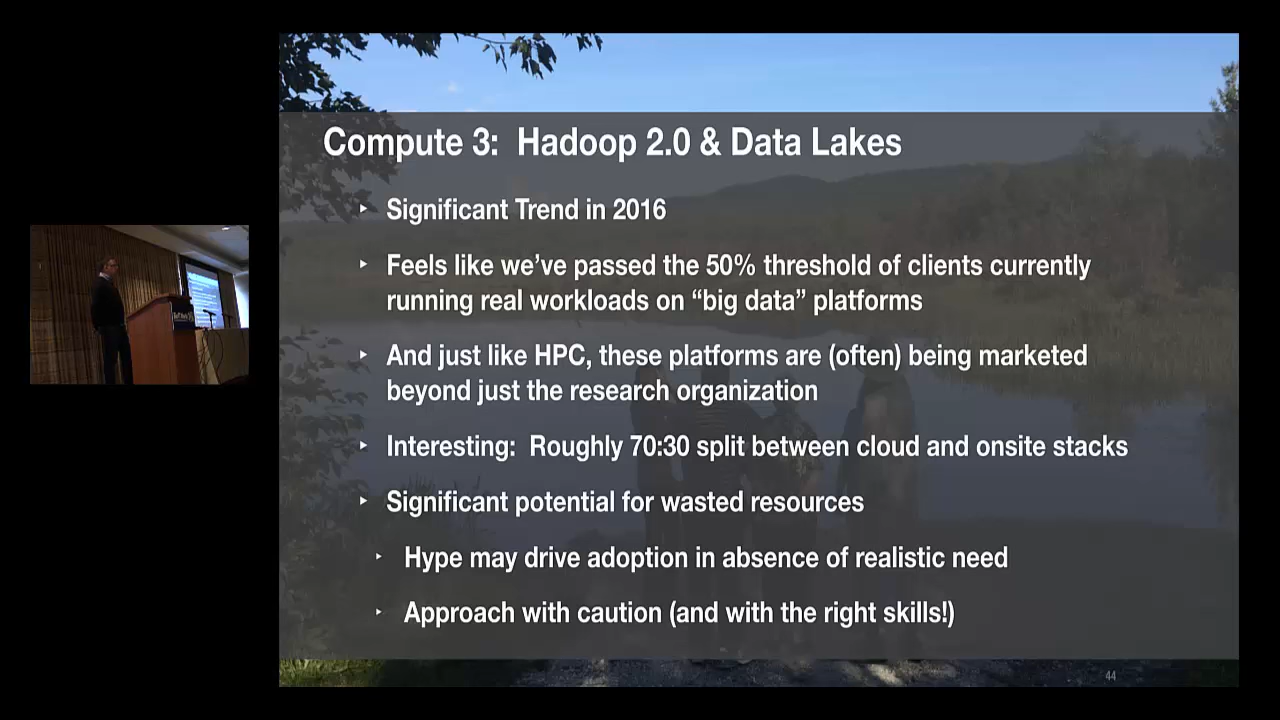 Compute 3: Hadoop 2.0 & Data Lakes
‣ Significant Trend in 2016
‣ Feels like we’ve passed the 50% threshold of clients currently
running real workloads on “big data” platforms
‣ And just like HPC, these platforms are (often) being marketed
beyond just the research organization
‣ Interesting: Roughly 70:30 split between cloud and onsite stacks
‣ Significant potential for wasted resources
‣ Hype may drive adoption in absence of realistic need
‣ Approach with caution (and with the right skills!)
44